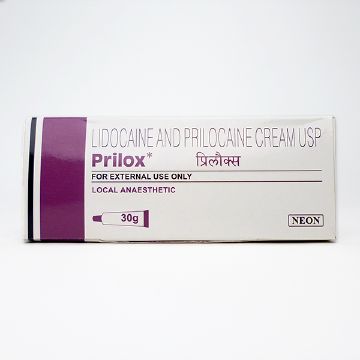 LIDOCAINE AND PRILOCAINE CREAM USP
Prilox* प्रिलौक्स
FOR EXTERNAL USE ONLY
LOCAL ANAESTHETIC
30g
NEON